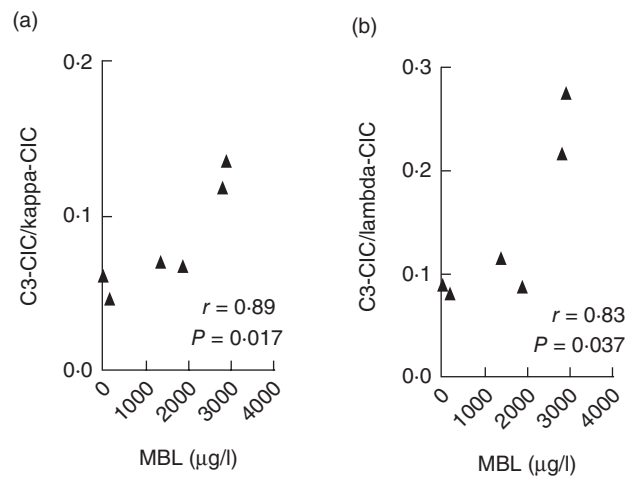 (a)
0·2
0·1
0·0
C3-CIC/kappa-CIC
r = 0·89
P = 0·017
0 1000 2000 3000 4000
MBL (μg/l)
(b)
0·3
0·2
0·1
0·0
C3-CIC/lambda-CIC
r = 0·83
P = 0·037
0 1000 2000 3000 4000
MBL (μg/l)